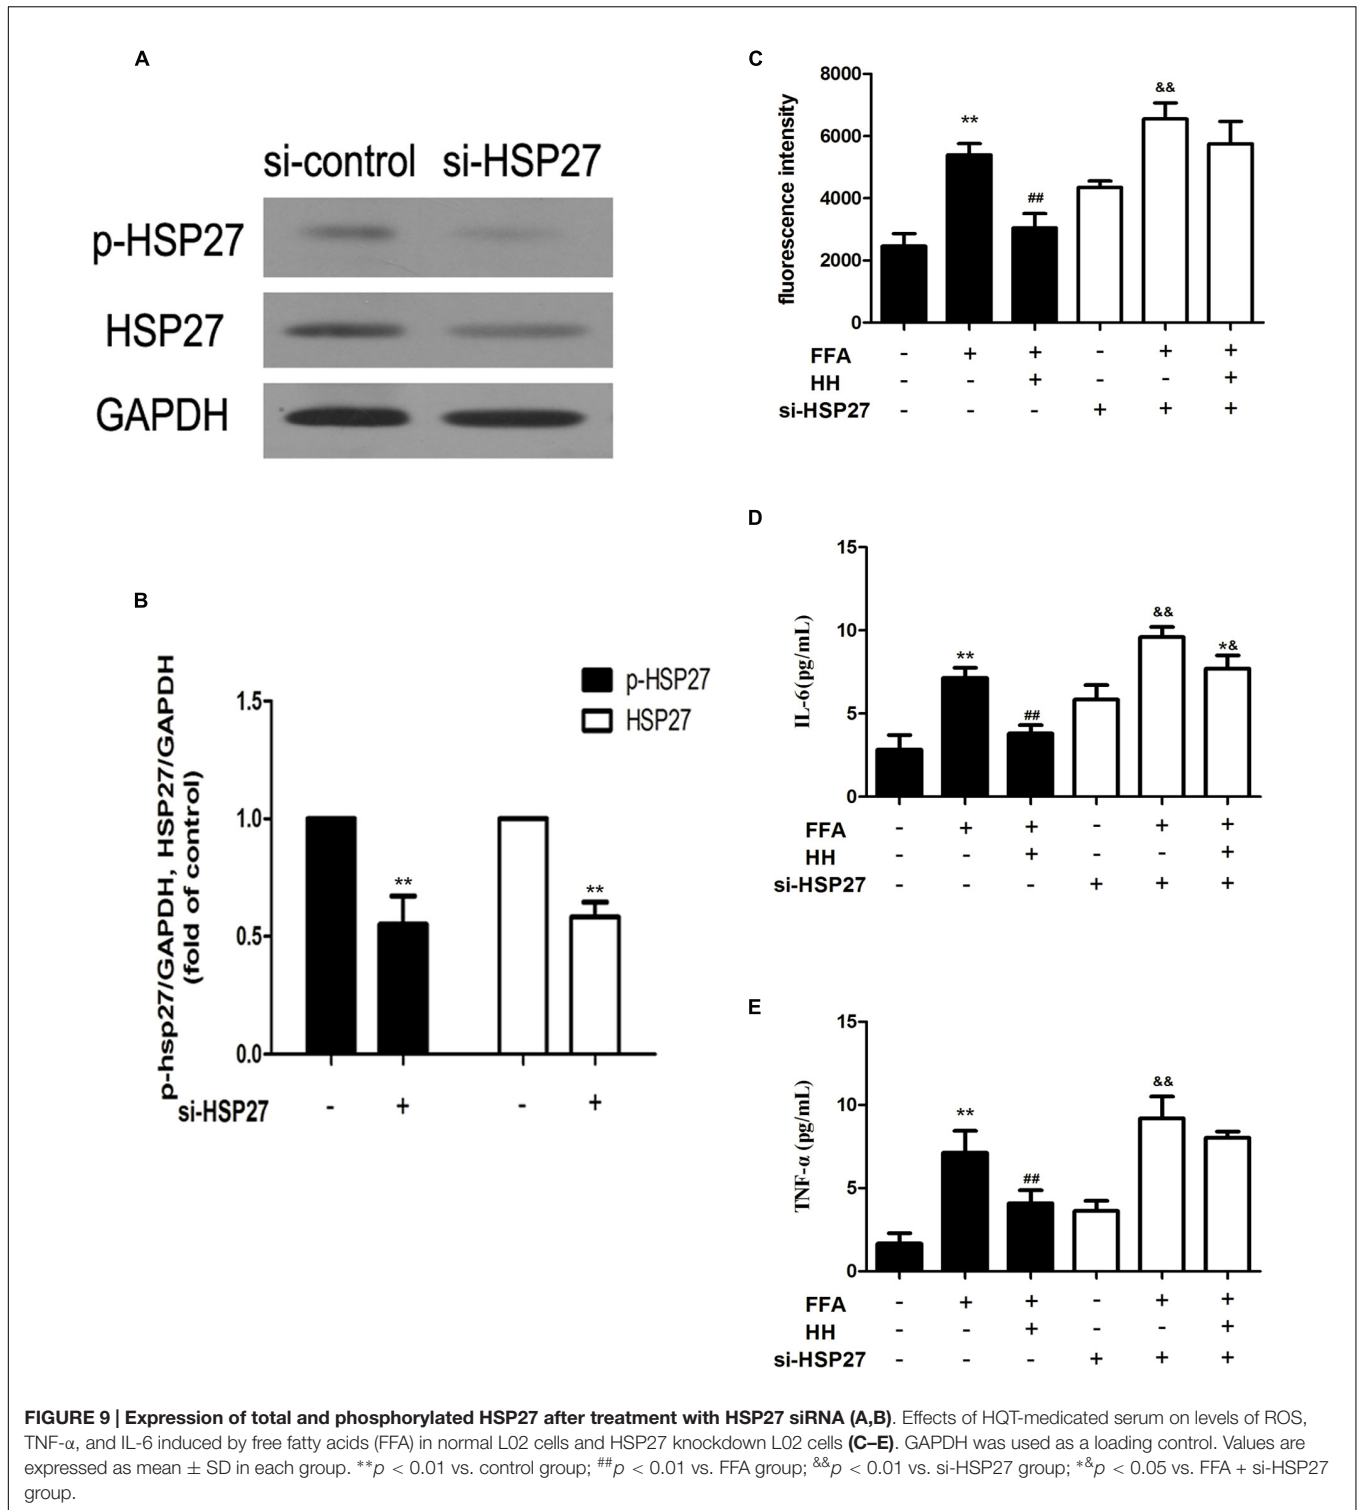 A
si-control si-HSP27
p-HSP27
HSP27
GAPDH
B
p-hsp27/GAPDH, HSP27/GAPDH
(fold of control)
1.5
1.0
0.5
0.0
p-HSP27
HSP27
** **
si-HSP27 - + - +
C
fluorescence intensity
8000
6000
4000
2000
0
** ## &&
FFA - + + - + +
HH - - + - - +
si-HSP27 - - - + + +
D
IL-6(pg/mL)
15
10
5
0
** ## && *&
FFA - + + - + +
HH - - + - - +
si-HSP27 - - - + + +
E
TNF-α (pg/mL)
15
10
5
0
** ## &&
FFA - + + - + +
HH - - + - - +
si-HSP27 - - - + + +
FIGURE 9 | Expression of total and phosphorylated HSP27 after treatment with HSP27 siRNA (A,B). Effects of HQT-medicated serum on levels of ROS,
TNF-α, and IL-6 induced by free fatty acids (FFA) in normal L02 cells and HSP27 knockdown L02 cells (C–E). GAPDH was used as a loading control. Values are
expressed as mean ± SD in each group. **p < 0.01 vs. control group; ##p < 0.01 vs. FFA group; &&p < 0.01 vs. si-HSP27 group; *&p < 0.05 vs. FFA + si-HSP27
group.